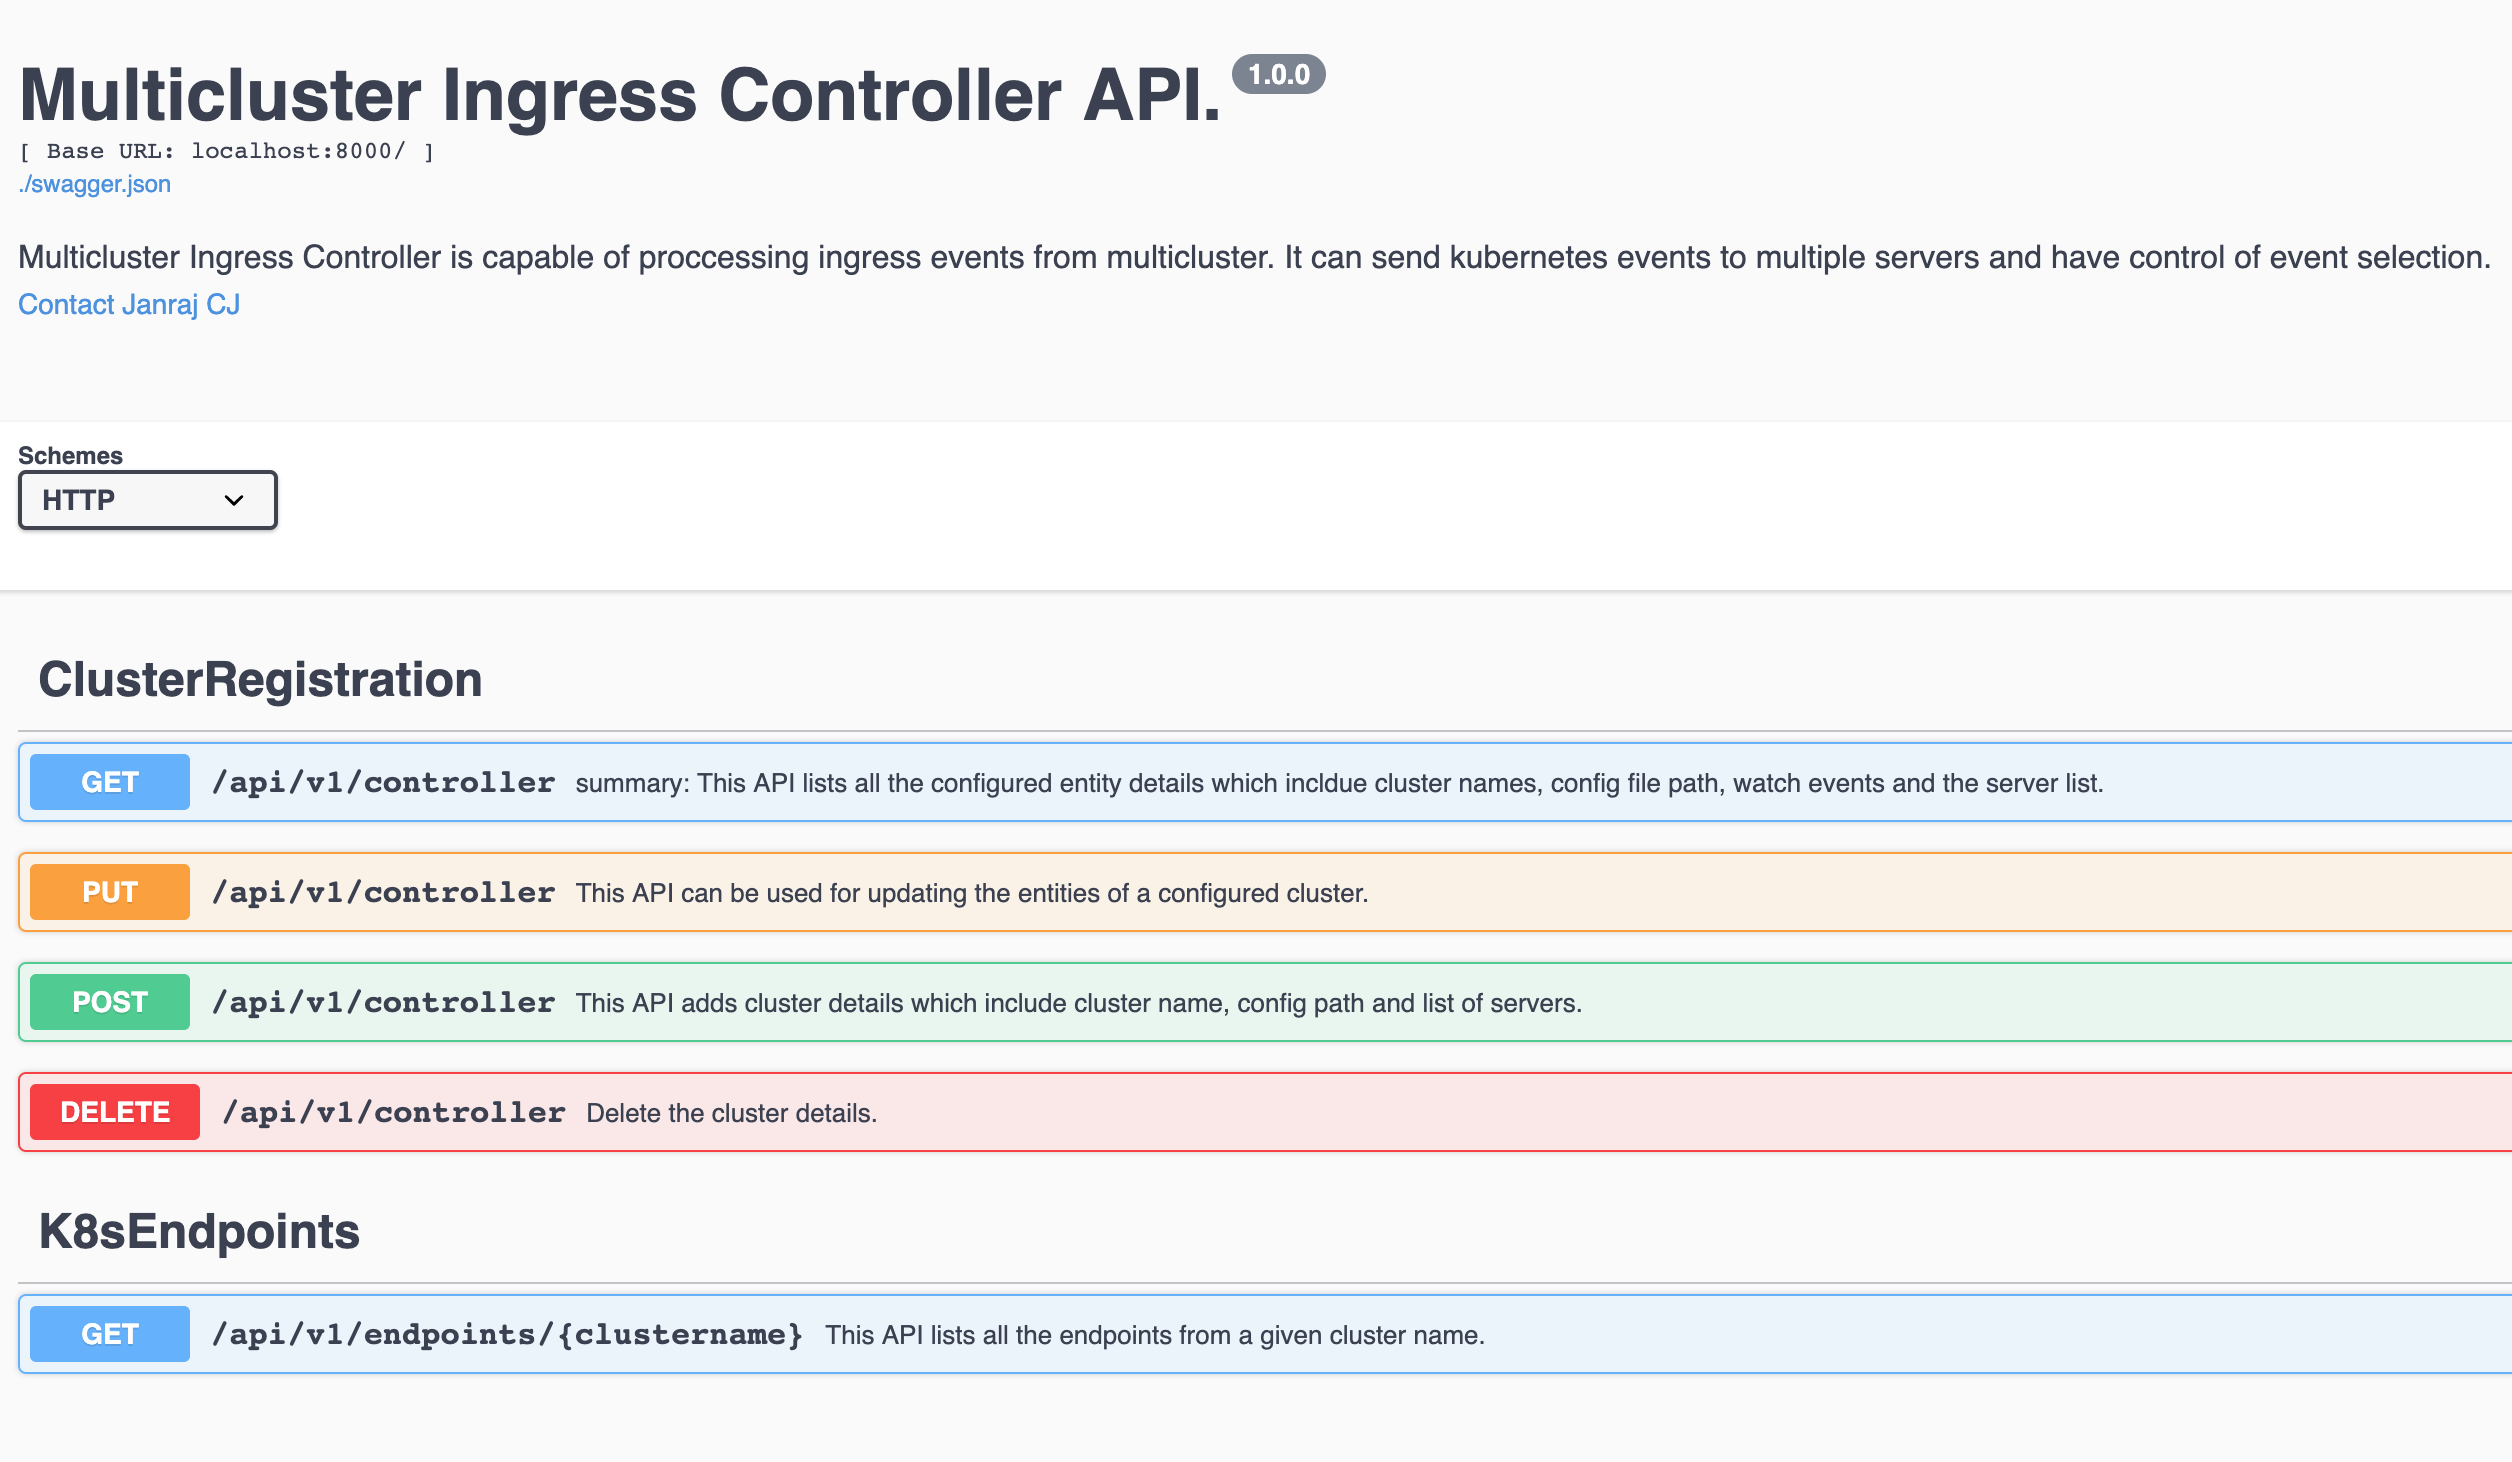 Multicluster Ingress Controller API. 1.0.0
[ Base URL: localhost:8000/ ]
./swagger.json
Multicluster Ingress Controller is capable of proccessing ingress events from multicluster. It can send kubernetes events to multiple servers and have control of event selection.
Contact Janraj CJ
Schemes
HTTP
ClusterRegistration
GET /api/v1/controller summary: This API lists all the configured entity details which incldue cluster names, config file path, watch events and the server list.
PUT /api/v1/controller This API can be used for updating the entities of a configured cluster.
POST /api/v1/controller This API adds cluster details which include cluster name, config path and list of servers.
DELETE /api/v1/controller Delete the cluster details.
K8sEndpoints
GET /api/v1/endpoints/{clustername} This API lists all the endpoints from a given cluster name.